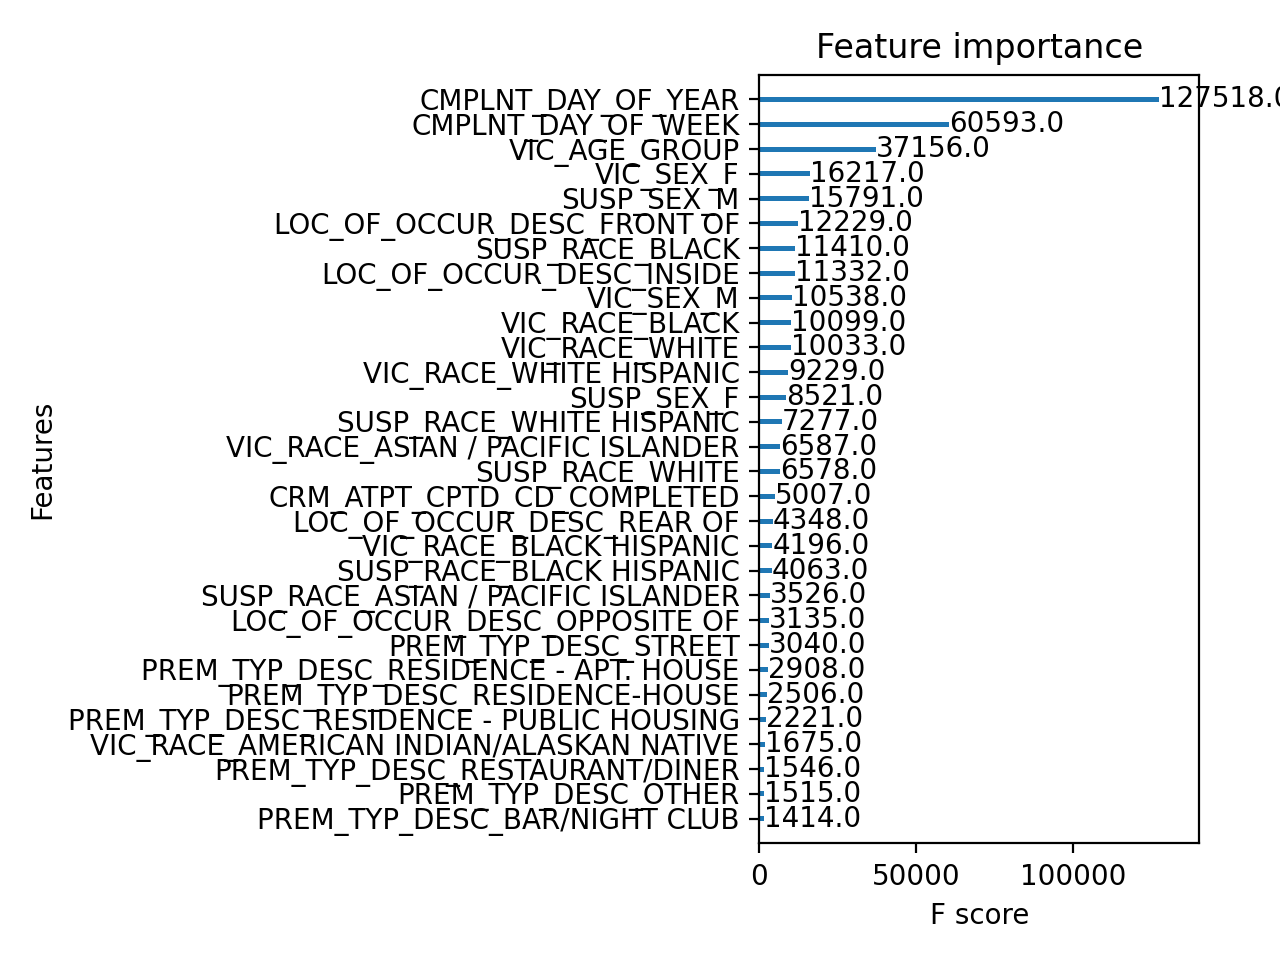 Feature importance
CMPLNT_DAY_OF_YEAR 127518.0
CMPLNT_DAY_OF_WEEK 60593.0
VIC_AGE_GROUP 37156.0
VIC_SEX_F 16217.0
SUSP_SEX_M 15791.0
LOC_OF_OCCUR_DESC_FRONT OF 12229.0
SUSP_RACE_BLACK 11410.0
LOC_OF_OCCUR_DESC_INSIDE 11332.0
VIC_SEX_M 10538.0
VIC_RACE_BLACK 10099.0
VIC_RACE_WHITE 10033.0
VIC_RACE_WHITE HISPANIC 9229.0
SUSP_SEX_F 8521.0
SUSP_RACE_WHITE HISPANIC 7277.0
VIC_RACE_ASIAN / PACIFIC ISLANDER 6587.0
SUSP_RACE_WHITE 6578.0
CRM_ATPT_CPTD_CD_COMPLETED 5007.0
LOC_OF_OCCUR_DESC_REAR OF 4348.0
VIC_RACE_BLACK HISPANIC 4196.0
SUSP_RACE_BLACK HISPANIC 4063.0
SUSP_RACE_ASIAN / PACIFIC ISLANDER 3526.0
LOC_OF_OCCUR_DESC_OPPOSITE OF 3135.0
PREM_TYP_DESC_STREET 3040.0
PREM_TYP_DESC_RESIDENCE - APT. HOUSE 2908.0
PREM_TYP_DESC_RESIDENCE-HOUSE 2506.0
PREM_TYP_DESC_RESIDENCE - PUBLIC HOUSING 2221.0
VIC_RACE_AMERICAN INDIAN/ALASKAN NATIVE 1675.0
PREM_TYP_DESC_RESTAURANT/DINER 1546.0
PREM_TYP_DESC_OTHER 1515.0
PREM_TYP_DESC_BAR/NIGHT CLUB 1414.0
Features
0 50000 100000
F score